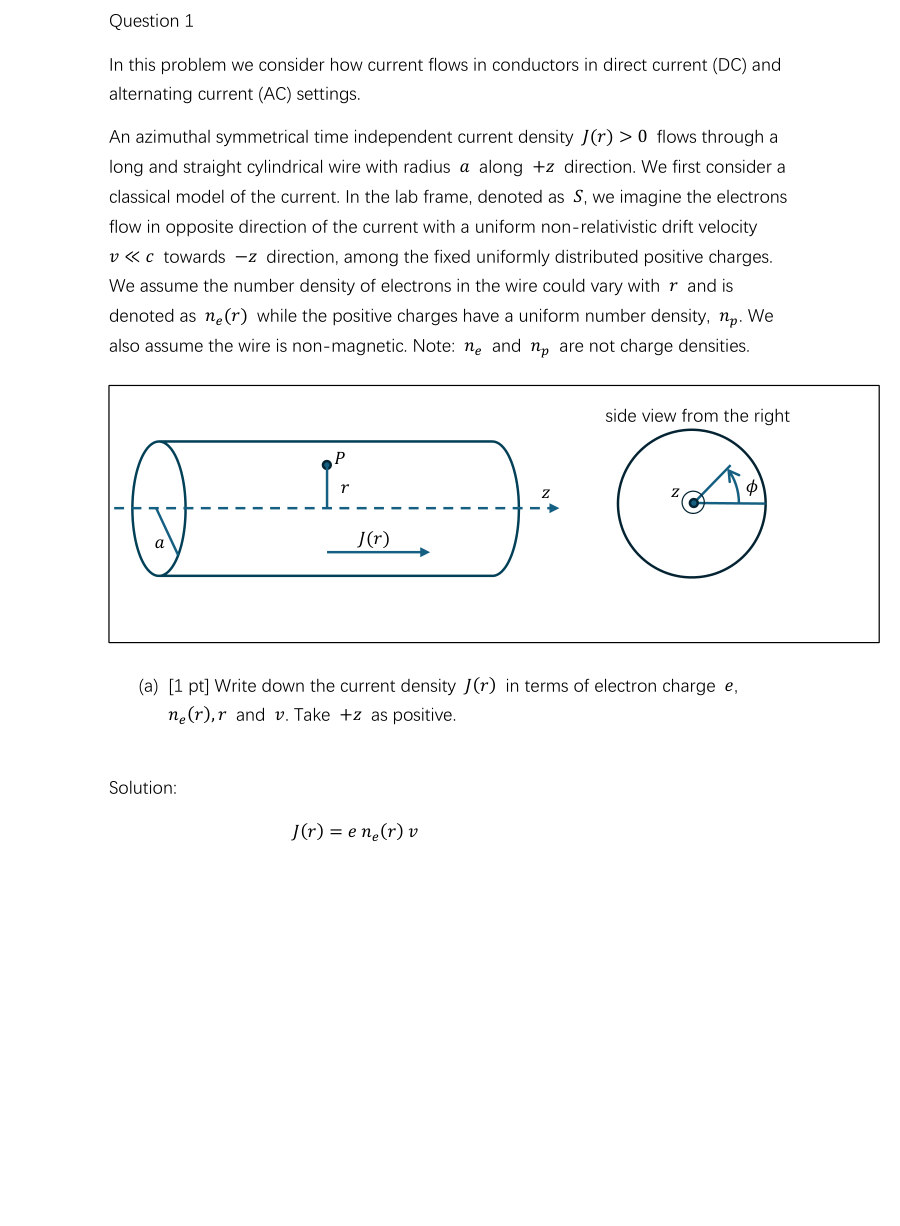 Question 1
In this problem we consider how current flows in conductors in direct current (DC) and
alternating current (AC) settings.
An azimuthal symmetrical time independent current density J(r) > 0 flows through a
long and straight cylindrical wire with radius a along +z direction. We first consider a
classical model of the current. In the lab frame, denoted as S, we imagine the electrons
flow in opposite direction of the current with a uniform non-relativistic drift velocity
v ≪ c towards −z direction, among the fixed uniformly distributed positive charges.
We assume the number density of electrons in the wire could vary with r and is
denoted as nₑ(r) while the positive charges have a uniform number density, nₚ. We
also assume the wire is non-magnetic. Note: nₑ and nₚ are not charge densities.
side view from the right
P
r
z
z
ϕ
a
J(r)
(a) [1 pt] Write down the current density J(r) in terms of electron charge e,
nₑ(r), r and v. Take +z as positive.
Solution:
J(r) = e nₑ(r) v